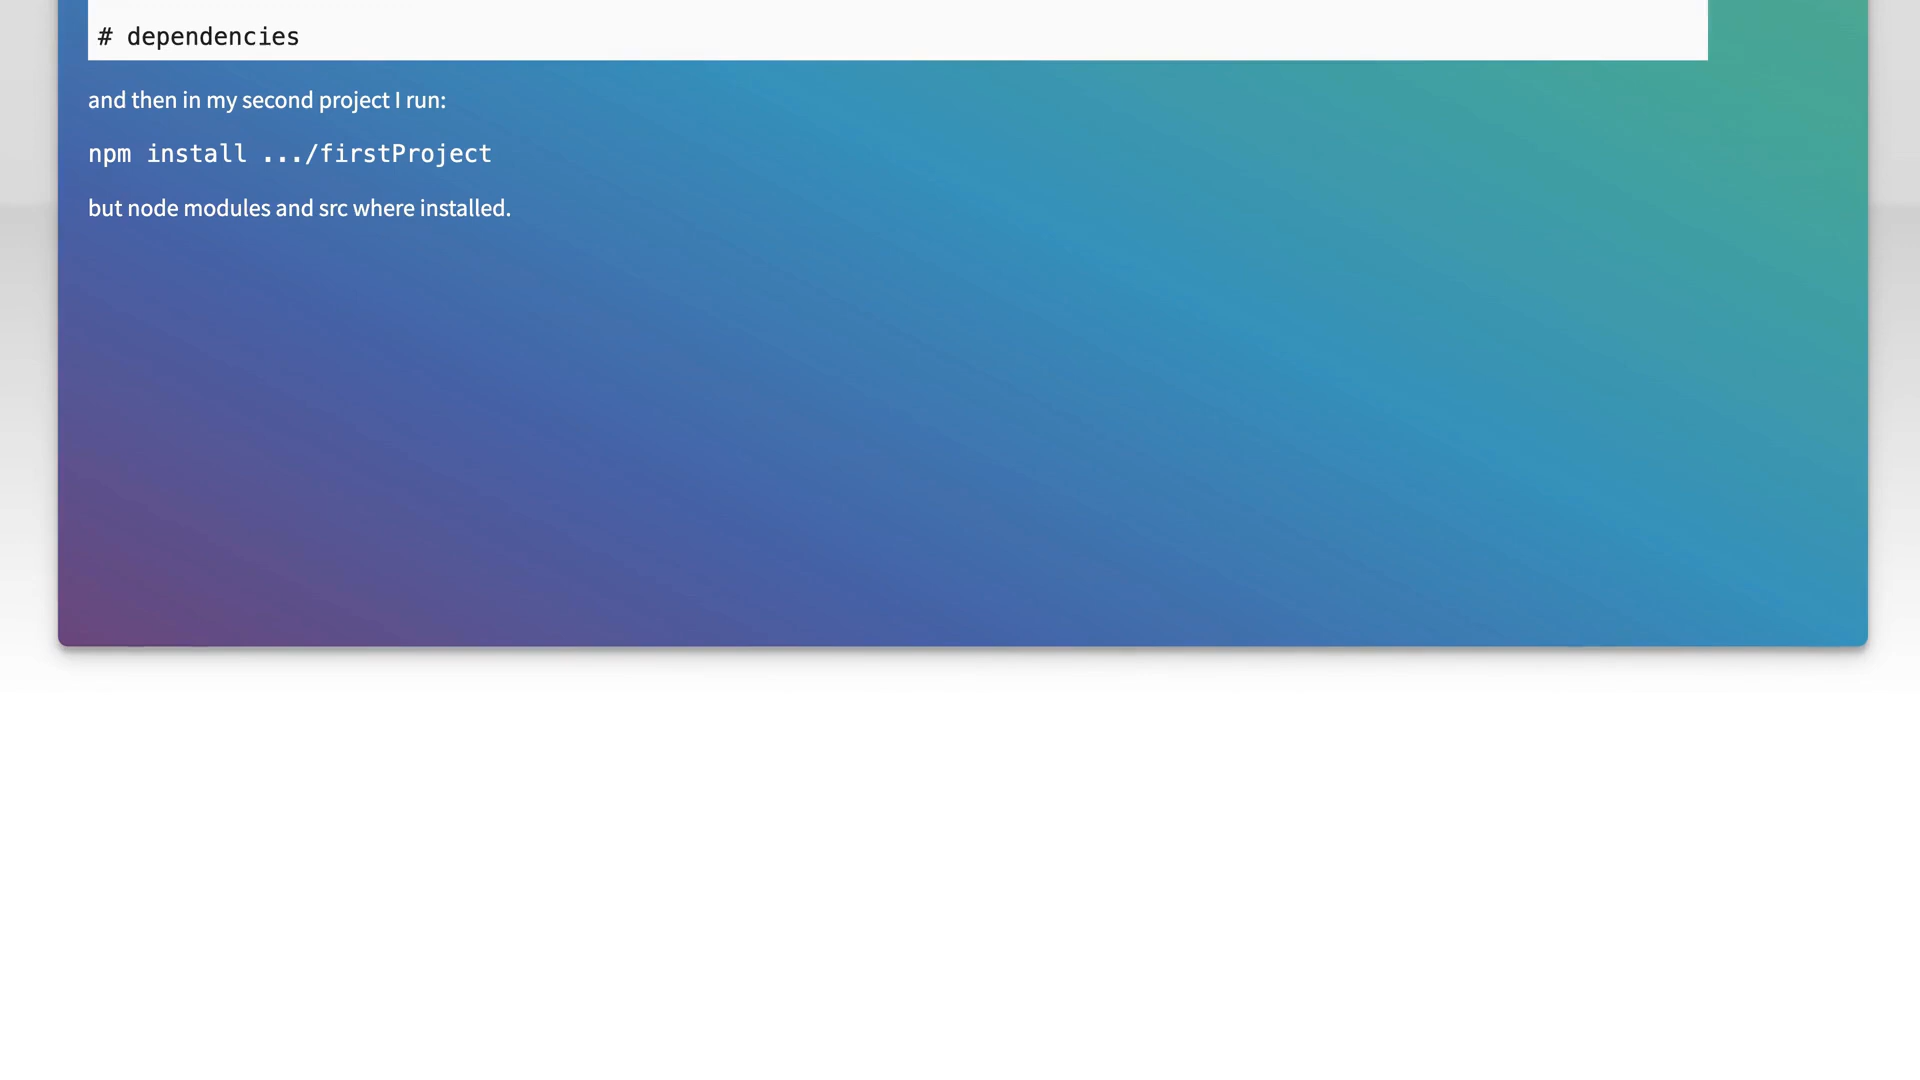 # dependencies
and then in my second project I run:
npm install .../firstProject
but node modules and src where installed.